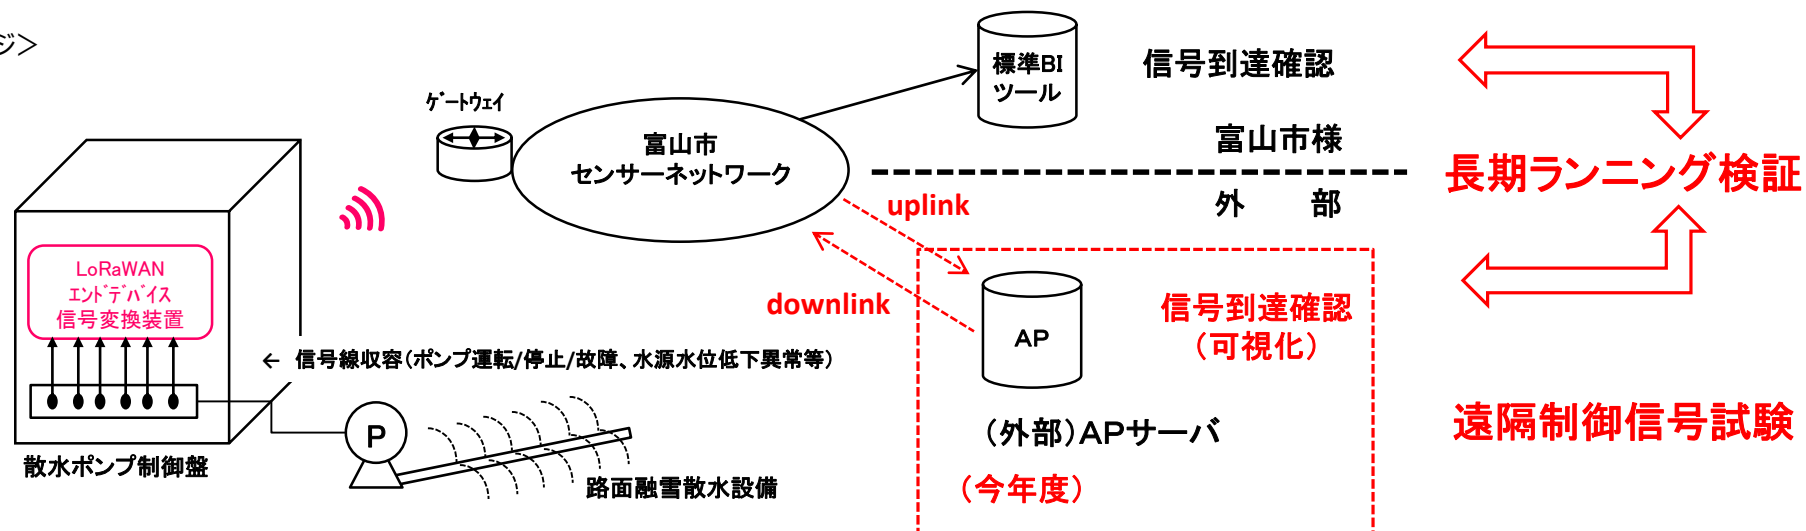 ジ＞
ｹﾞｰﾄｳｪｲ
富山市
センサーネットワーク
標準BI
ツール
信号到達確認
富山市様
外　　部
長期ランニング検証
uplink
downlink
LoRaWAN
ｴﾝﾄﾞﾃﾞﾊﾞｲｽ
信号変換装置
← 信号線収容（ポンプ運転/停止/故障、水源水位低下異常等）
AP
信号到達確認
（可視化）
P
（外部）APサーバ
遠隔制御信号試験
散水ポンプ制御盤
路面融雪散水設備
（今年度）